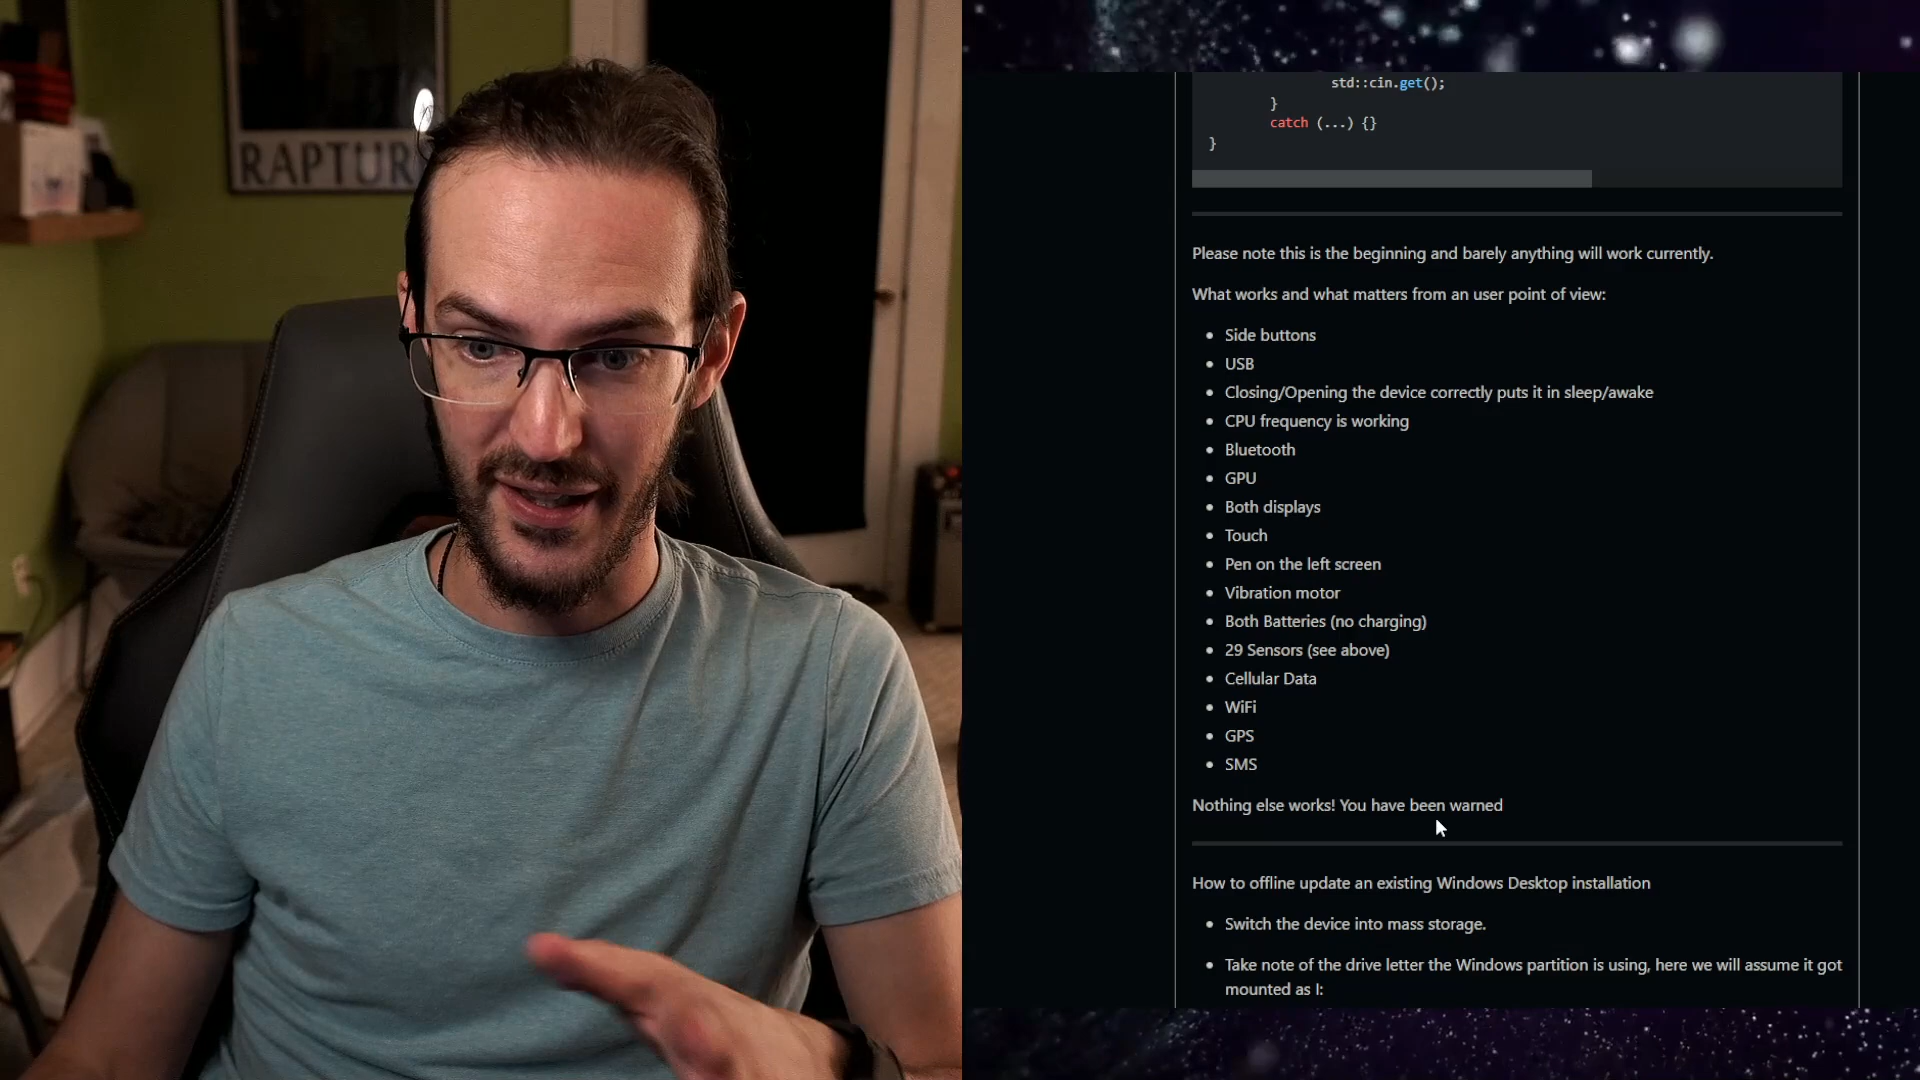 RAPTUR
std::cin.get();
}
catch (...) {}
}
Please note this is the beginning and barely anything will work currently.
What works and what matters from an user point of view:
• Side buttons
• USB
• Closing/Opening the device correctly puts it in sleep/awake
• CPU frequency is working
• Bluetooth
• GPU
• Both displays
• Touch
• Pen on the left screen
• Vibration motor
• Both Batteries (no charging)
• 29 Sensors (see above)
• Cellular Data
• WiFi
• GPS
• SMS
Nothing else works! You have been warned
How to offline update an existing Windows Desktop installation
• Switch the device into mass storage.
• Take note of the drive letter the Windows partition is using, here we will assume it got
mounted as I: